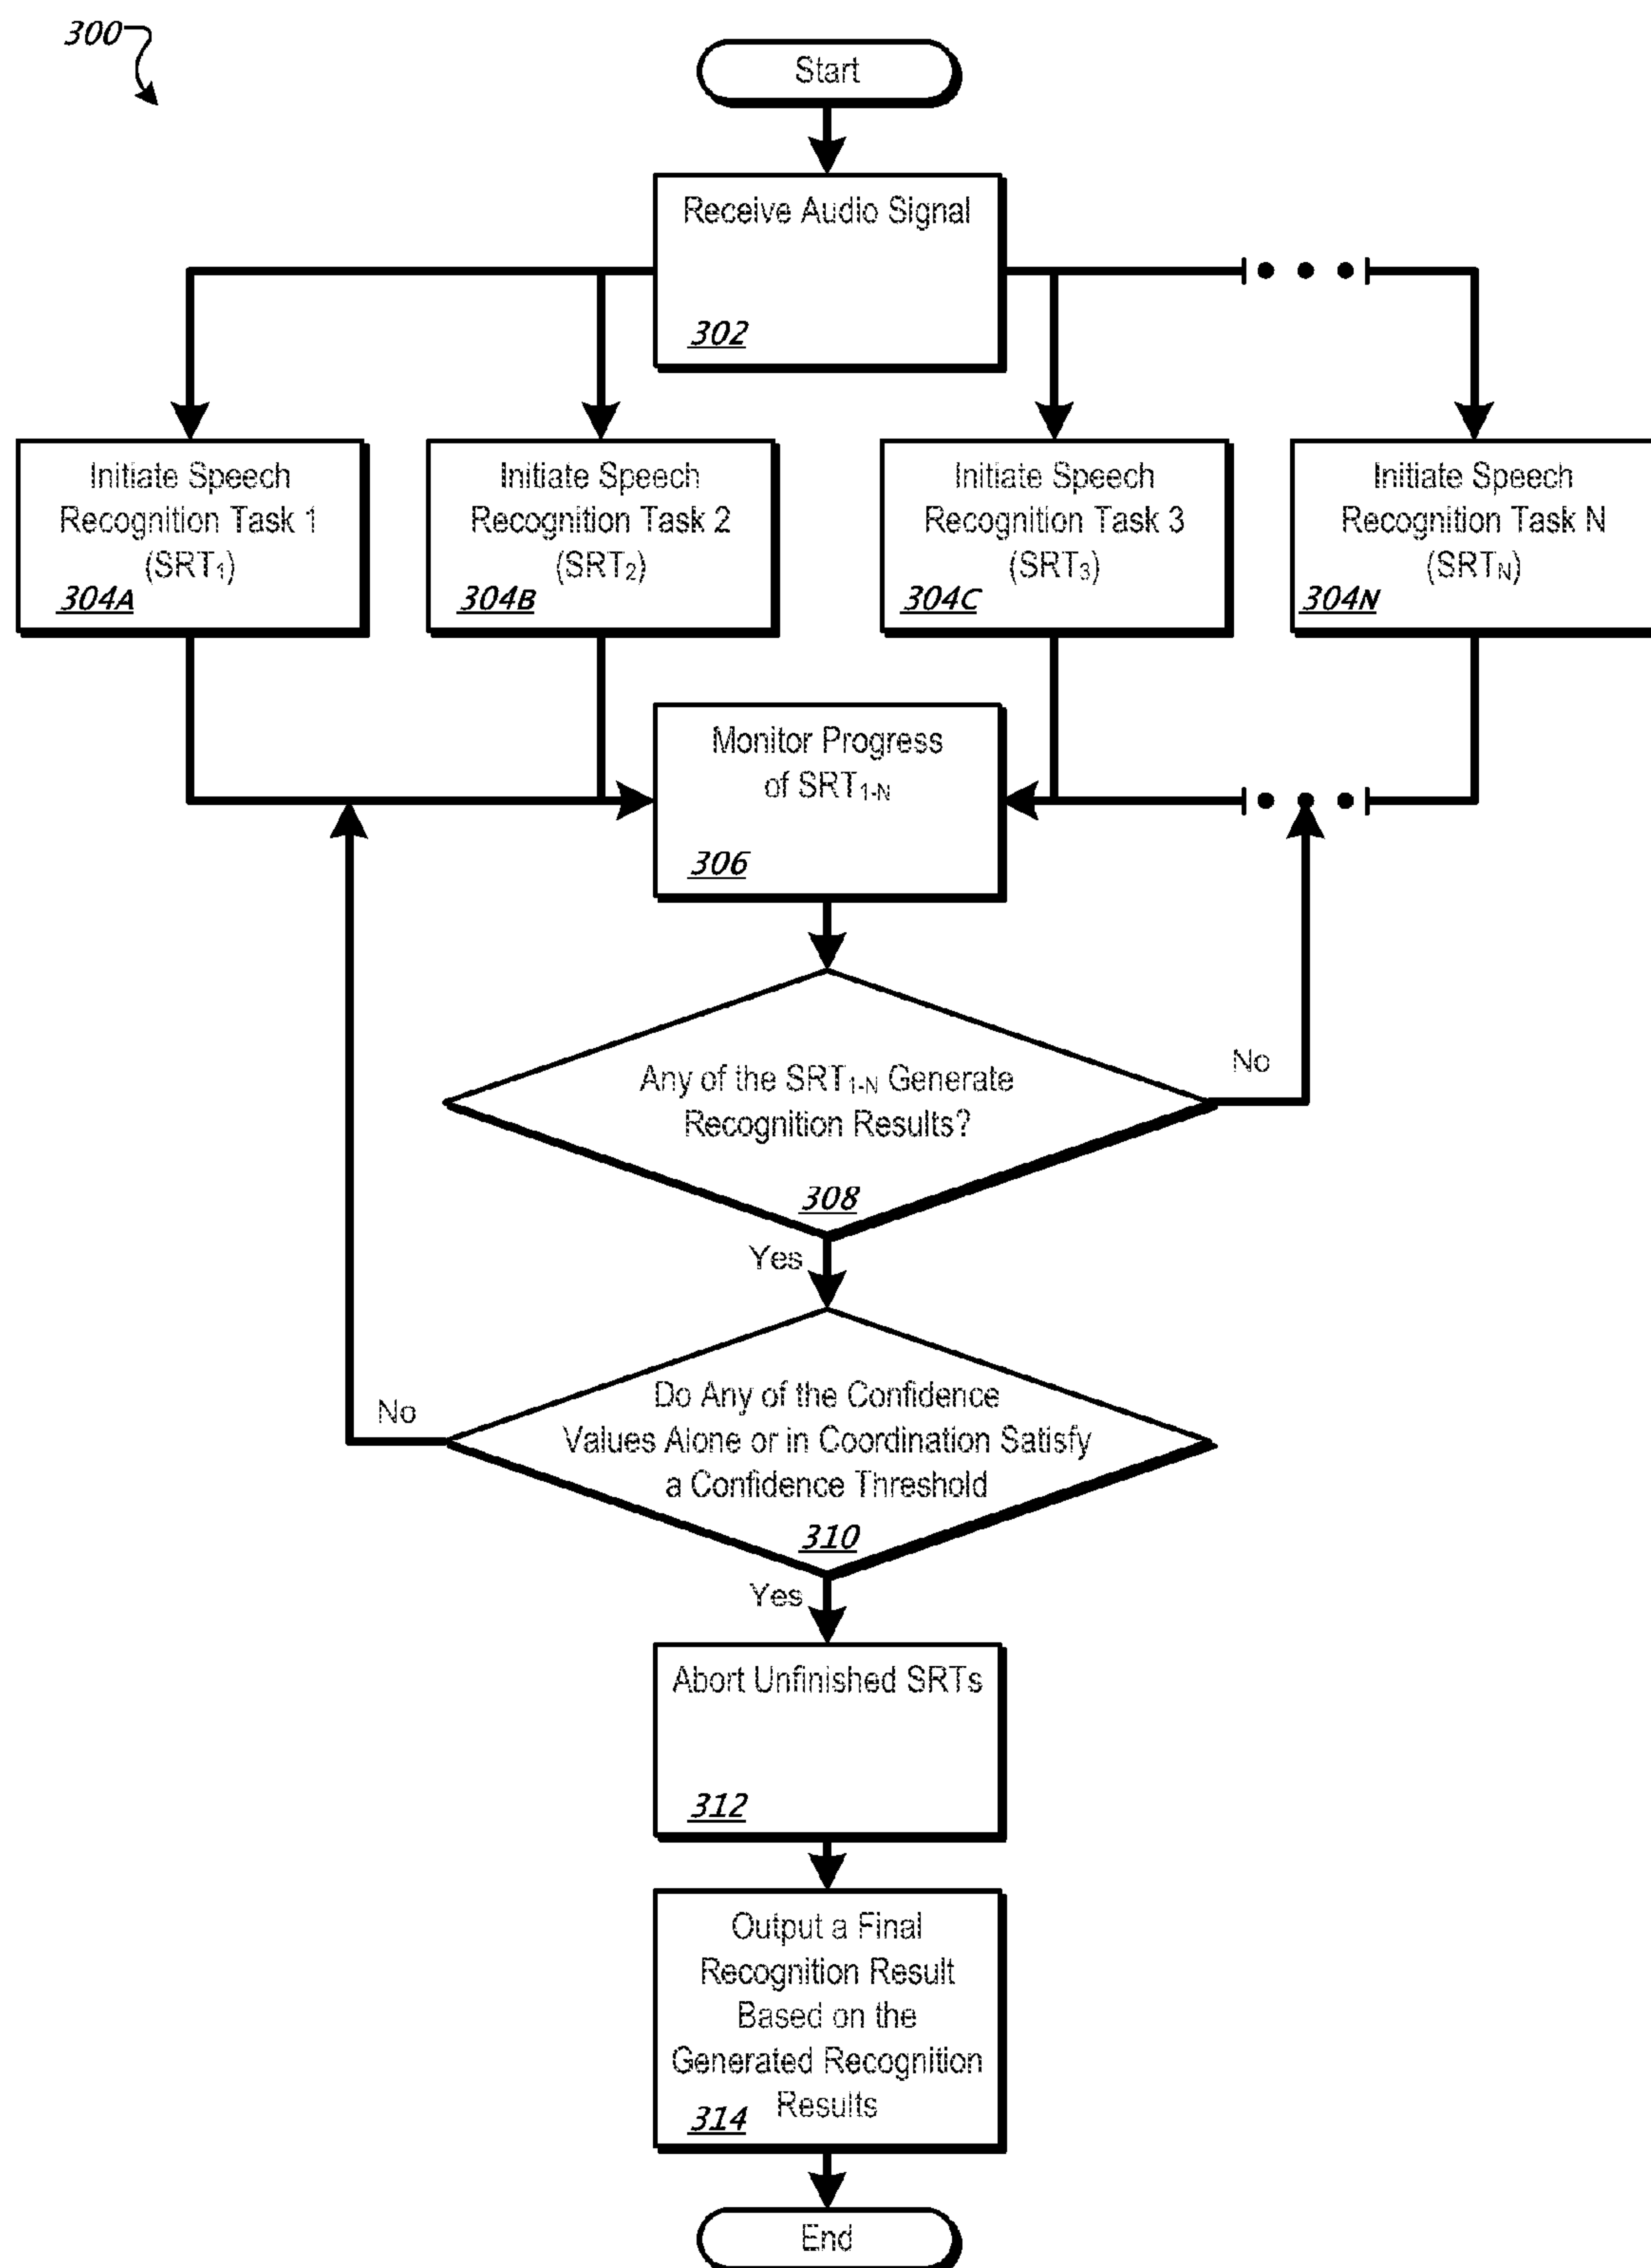 300
Start
Receive Audio Signal
302
Initiate Speech
Recognition Task 1
(SRT₁)
304A
Initiate Speech
Recognition Task 2
(SRT₂)
304B
Initiate Speech
Recognition Task 3
(SRT₃)
304C
Initiate Speech
Recognition Task N
(SRTN)
304N
Monitor Progress
of SRT1-N
306
Any of the SRT1-N Generate
Recognition Results?
308
No
Yes
Do Any of the Confidence
Values Alone or in Coordination Satisfy
a Confidence Threshold
310
No
Yes
Abort Unfinished SRTs
312
Output a Final
Recognition Result
Based on the
Generated Recognition
Results
314
End